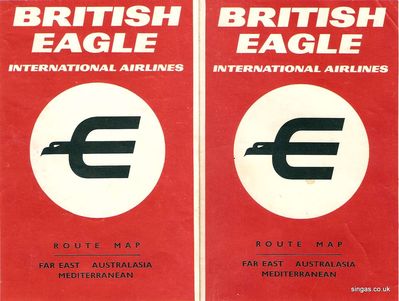 BRITISH
EAGLE
INTERNATIONAL AIRLINES
E
ROUTE MAP
FAR EAST AUSTRALASIA
MEDITERRANEAN
BRITISH
EAGLE
INTERNATIONAL AIRLINES
E
ROUTE MAP
FAR EAST AUSTRALASIA
MEDITERRANEAN
singas.co.uk